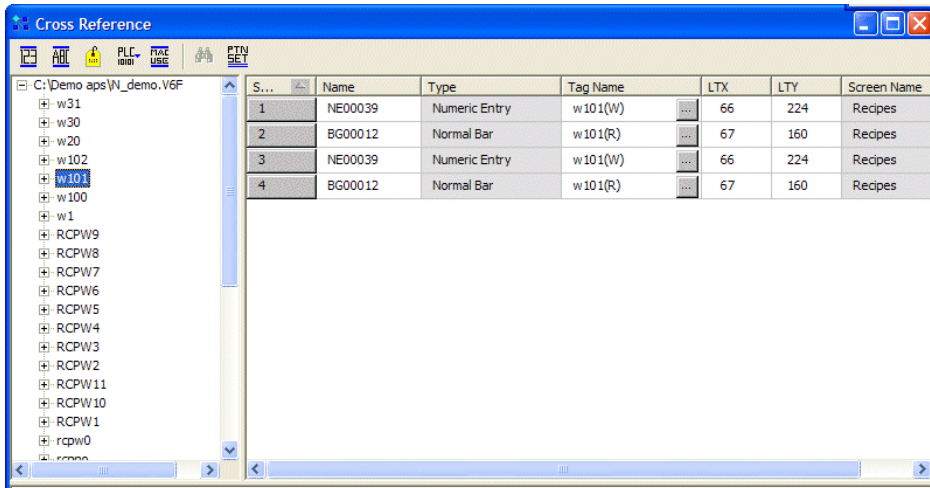 Cross Reference
123 ABC PLC MAC USE PTN SET
C:\Demo aps\N_demo.V6F
w31
w30
w20
w102
w101
w100
w1
RCPW9
RCPW8
RCPW7
RCPW6
RCPW5
RCPW4
RCPW3
RCPW2
RCPW11
RCPW10
RCPW1
rcpw0
S... Name Type Tag Name LTX LTY Screen Name
1 NE00039 Numeric Entry w101(W) ... 66 224 Recipes
2 BG00012 Normal Bar w101(R) ... 67 160 Recipes
3 NE00039 Numeric Entry w101(W) ... 66 224 Recipes
4 BG00012 Normal Bar w101(R) ... 67 160 Recipes